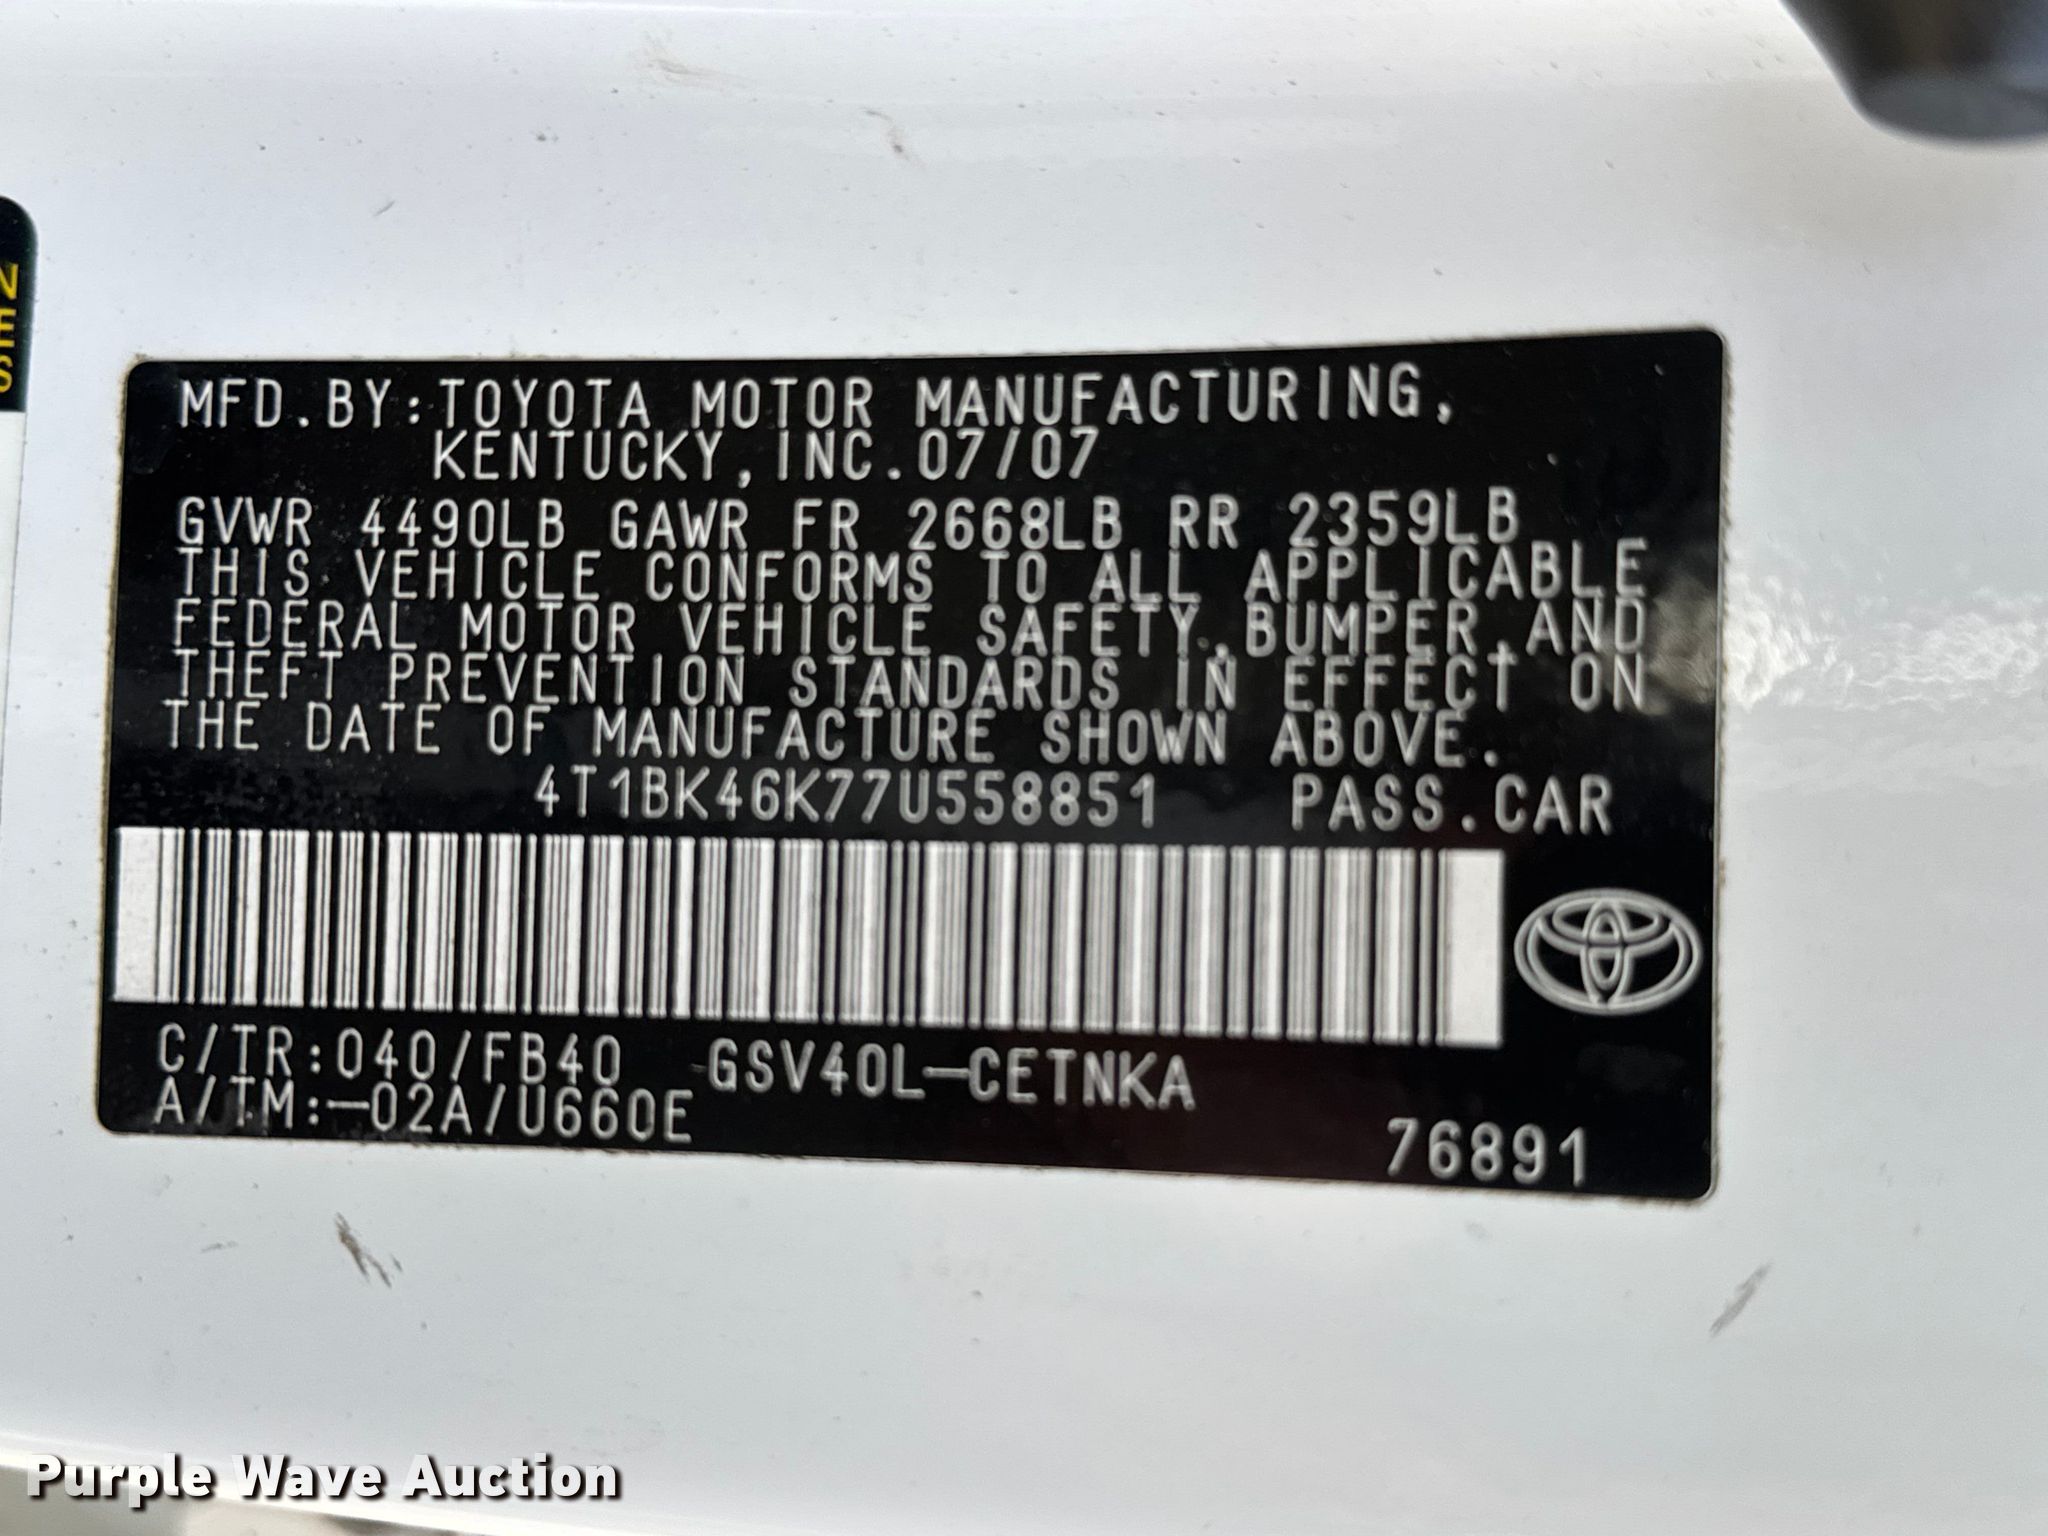 N
E
S
MFD.BY:TOYOTA MOTOR MANUFACTURING,
KENTUCKY,INC.07/07
GVWR 4490LB GAWR FR 2668LB RR 2359LB
THIS VEHICLE CONFORMS TO ALL APPLICABLE
FEDERAL MOTOR VEHICLE SAFETY,BUMPER,AND
THEFT PREVENTION STANDARDS IN EFFECT ON
THE DATE OF MANUFACTURE SHOWN ABOVE.
4T1BK46K77U558851 PASS.CAR
C/TR:040/FB40 GSV40L-CETNKA
A/TM:-02A/U660E
76891
Purple Wave Auction